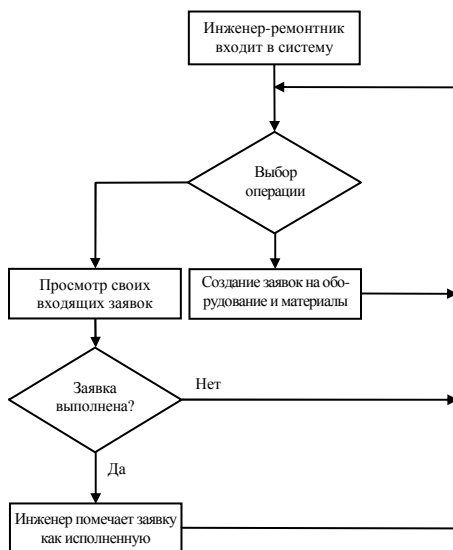 Инженер-ремонтник
входит в систему
Выбор
операции
Просмотр своих
входящих заявок
Создание заявок на обо-
рудование и материалы
Заявка
выполнена?
Нет
Да
Инженер помечает заявку
как исполненную